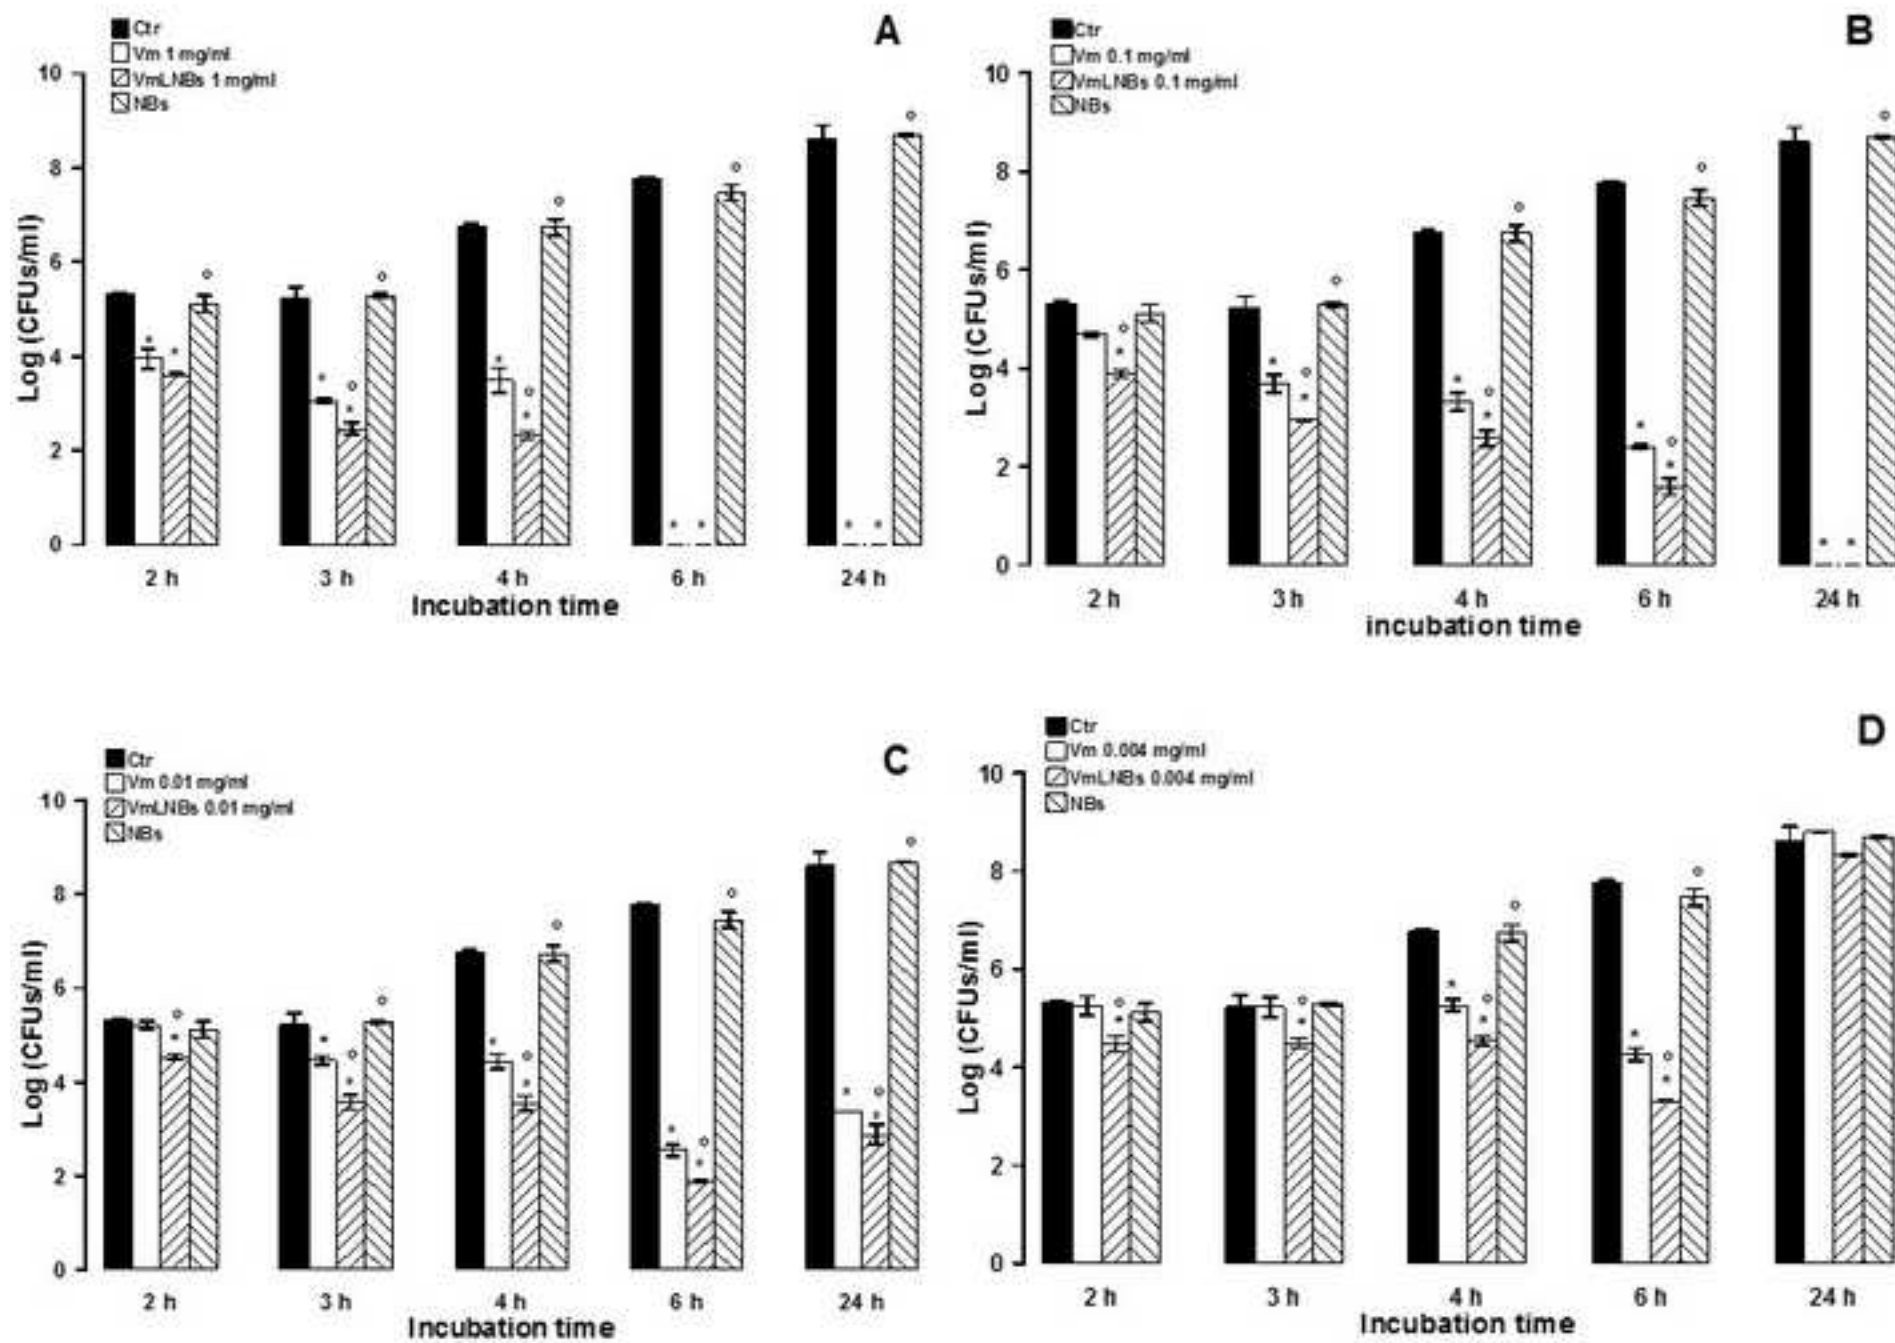 A
Ctr
Vm 1 mg/ml
VmLNBs 1 mg/ml
NBs
Log (CFUs/ml)
10
8
6
4
2
0
2 h 3 h 4 h 6 h 24 h
Incubation time
B
Ctr
Vm 0.1 mg/ml
VmLNBs 0.1 mg/ml
NBs
Log (CFUs/ml)
10
8
6
4
2
0
2 h 3 h 4 h 6 h 24 h
incubation time
C
Ctr
Vm 0.01 mg/ml
VmLNBs 0.01 mg/ml
NBs
Log (CFUs/ml)
10
8
6
4
2
0
2 h 3 h 4 h 6 h 24 h
Incubation time
D
Ctr
Vm 0.004 mg/ml
VmLNBs 0.004 mg/ml
NBs
Log (CFUs/ml)
10
8
6
4
2
0
2 h 3 h 4 h 6 h 24 h
Incubation time